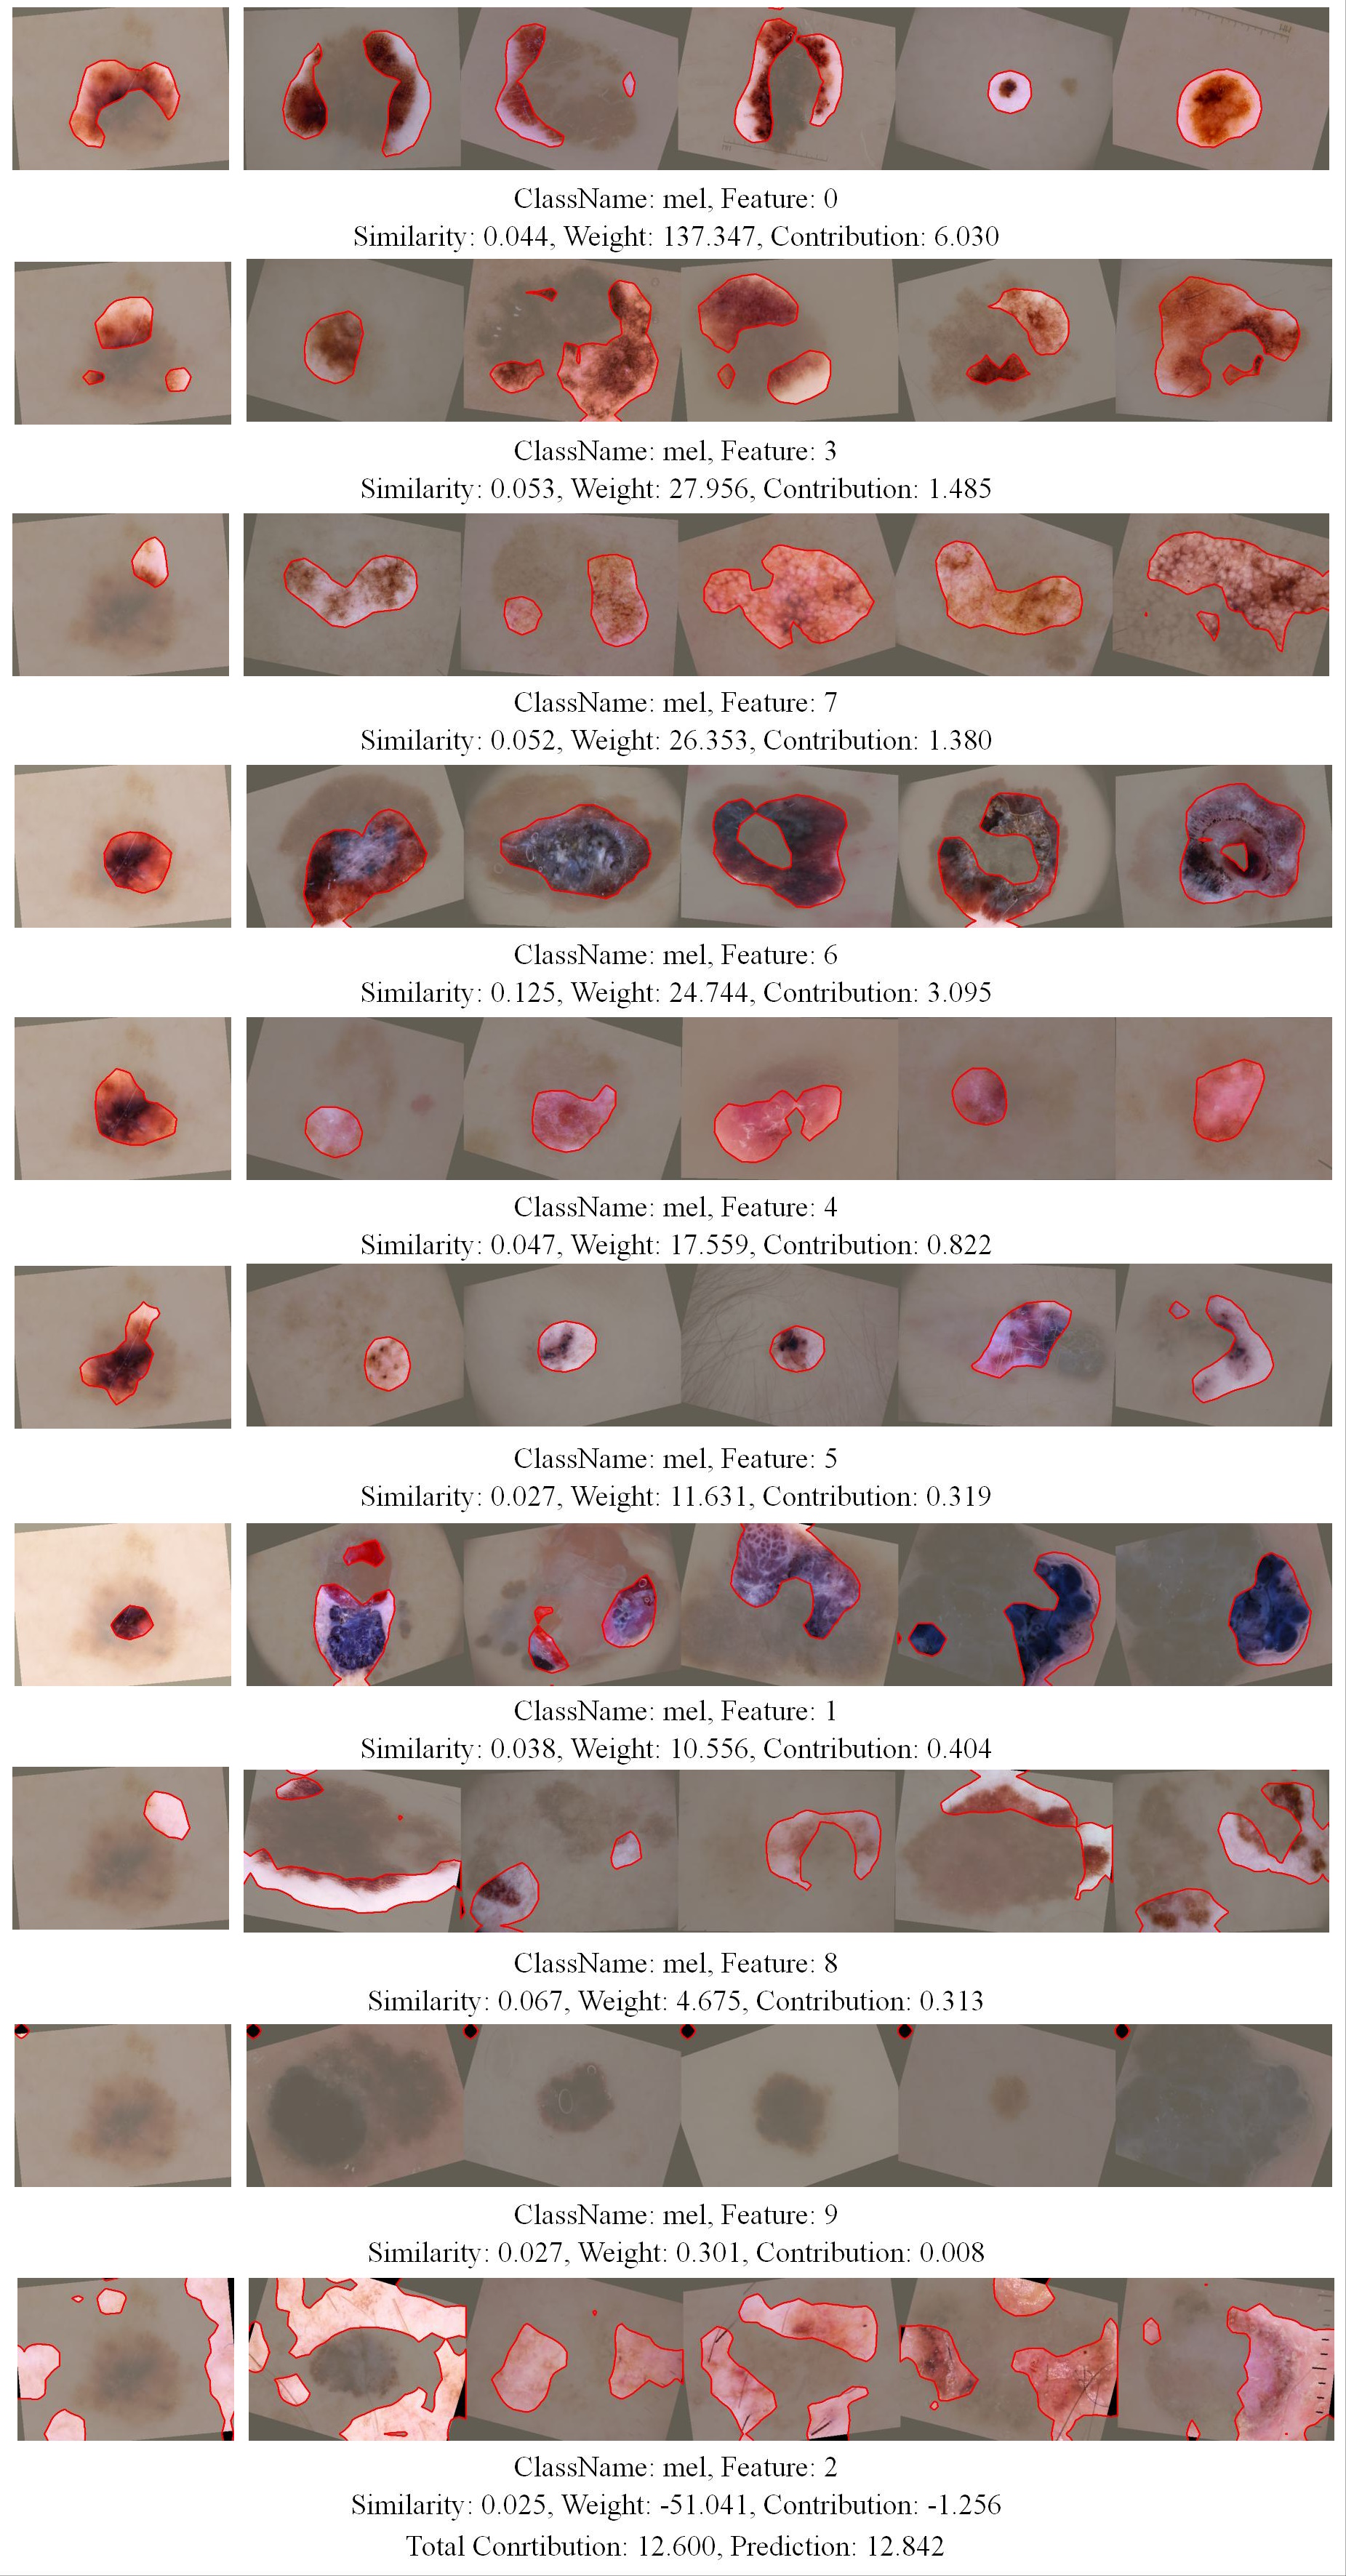 ClassName: mel, Feature: 0
Similarity: 0.044, Weight: 137.347, Contribution: 6.030
ClassName: mel, Feature: 3
Similarity: 0.053, Weight: 27.956, Contribution: 1.485
ClassName: mel, Feature: 7
Similarity: 0.052, Weight: 26.353, Contribution: 1.380
ClassName: mel, Feature: 6
Similarity: 0.125, Weight: 24.744, Contribution: 3.095
ClassName: mel, Feature: 4
Similarity: 0.047, Weight: 17.559, Contribution: 0.822
ClassName: mel, Feature: 5
Similarity: 0.027, Weight: 11.631, Contribution: 0.319
ClassName: mel, Feature: 1
Similarity: 0.038, Weight: 10.556, Contribution: 0.404
ClassName: mel, Feature: 8
Similarity: 0.067, Weight: 4.675, Contribution: 0.313
ClassName: mel, Feature: 9
Similarity: 0.027, Weight: 0.301, Contribution: 0.008
ClassName: mel, Feature: 2
Similarity: 0.025, Weight: -51.041, Contribution: -1.256
Total Conrtibution: 12.600, Prediction: 12.842